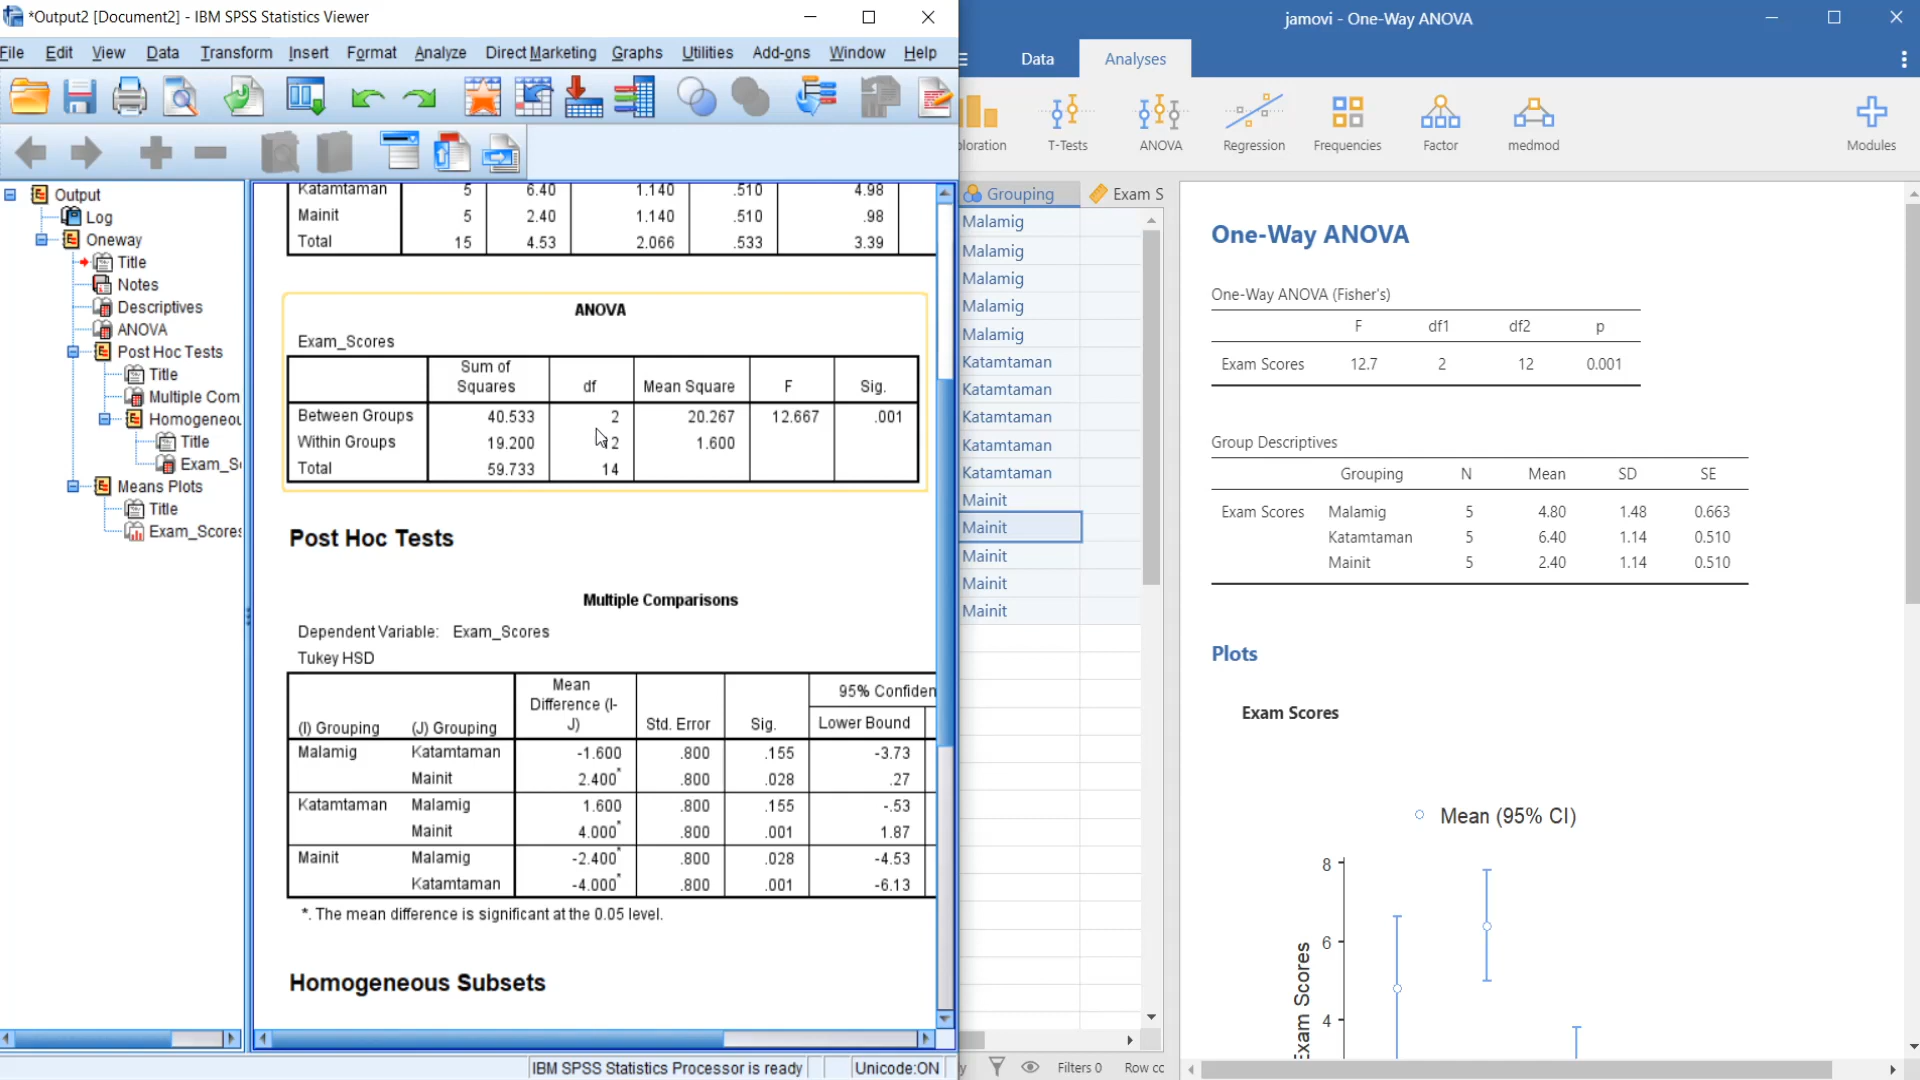 *Output2 [Document2] - IBM SPSS Statistics Viewer
File Edit View Data Transform Insert Format Analyze Direct Marketing Graphs Utilities Add-ons Window Help
Output
Log
Oneway
Title
Notes
Descriptives
ANOVA
Post Hoc Tests
Title
Multiple Com
Homogeneou
Title
Exam_S
Means Plots
Title
Exam_Scores
Katamtaman 5 6.40 1.140 .510 4.98
Mainit 5 2.40 1.140 .510 .98
Total 15 4.53 2.066 .533 3.39
ANOVA
Exam_Scores
Sum of Squares df Mean Square F Sig.
Between Groups 40.533 2 20.267 12.667 .001
Within Groups 19.200 12 1.600
Total 59.733 14
Post Hoc Tests
Multiple Comparisons
Dependent Variable: Exam_Scores
Tukey HSD
(I) Grouping (J) Grouping Mean Difference (I-J) Std. Error Sig. 95% Confiden
Lower Bound
Malamig Katamtaman -1.600 .800 .155 -3.73
Mainit 2.400* .800 .028 .27
Katamtaman Malamig 1.600 .800 .155 -.53
Mainit 4.000* .800 .001 1.87
Mainit Malamig -2.400* .800 .028 -4.53
Katamtaman -4.000* .800 .001 -6.13
*. The mean difference is significant at the 0.05 level.
Homogeneous Subsets
IBM SPSS Statistics Processor is ready Unicode:ON
jamovi - One-Way ANOVA
Data Analyses
loration T-Tests ANOVA Regression Frequencies Factor medmod Modules
Grouping Exam S
Malamig
Malamig
Malamig
Malamig
Malamig
Katamtaman
Katamtaman
Katamtaman
Katamtaman
Katamtaman
Mainit
Mainit
Mainit
Mainit
Mainit
y Filters 0 Row cc
One-Way ANOVA
One-Way ANOVA (Fisher's)
F df1 df2 p
Exam Scores 12.7 2 12 0.001
Group Descriptives
Grouping N Mean SD SE
Exam Scores Malamig 5 4.80 1.48 0.663
Katamtaman 5 6.40 1.14 0.510
Mainit 5 2.40 1.14 0.510
Plots
Exam Scores
Mean (95% CI)
8
6
4
Exam Scores